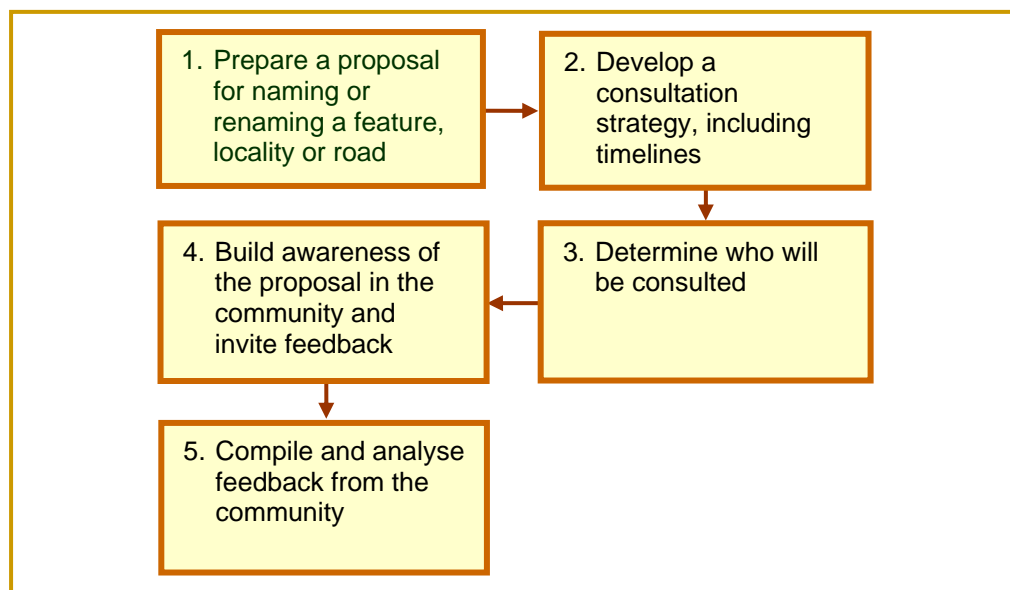 1. Prepare a proposal
for naming or
renaming a feature,
locality or road
2. Develop a
consultation
strategy, including
timelines
3. Determine who will
be consulted
4. Build awareness of
the proposal in the
community and
invite feedback
5. Compile and analyse
feedback from the
community